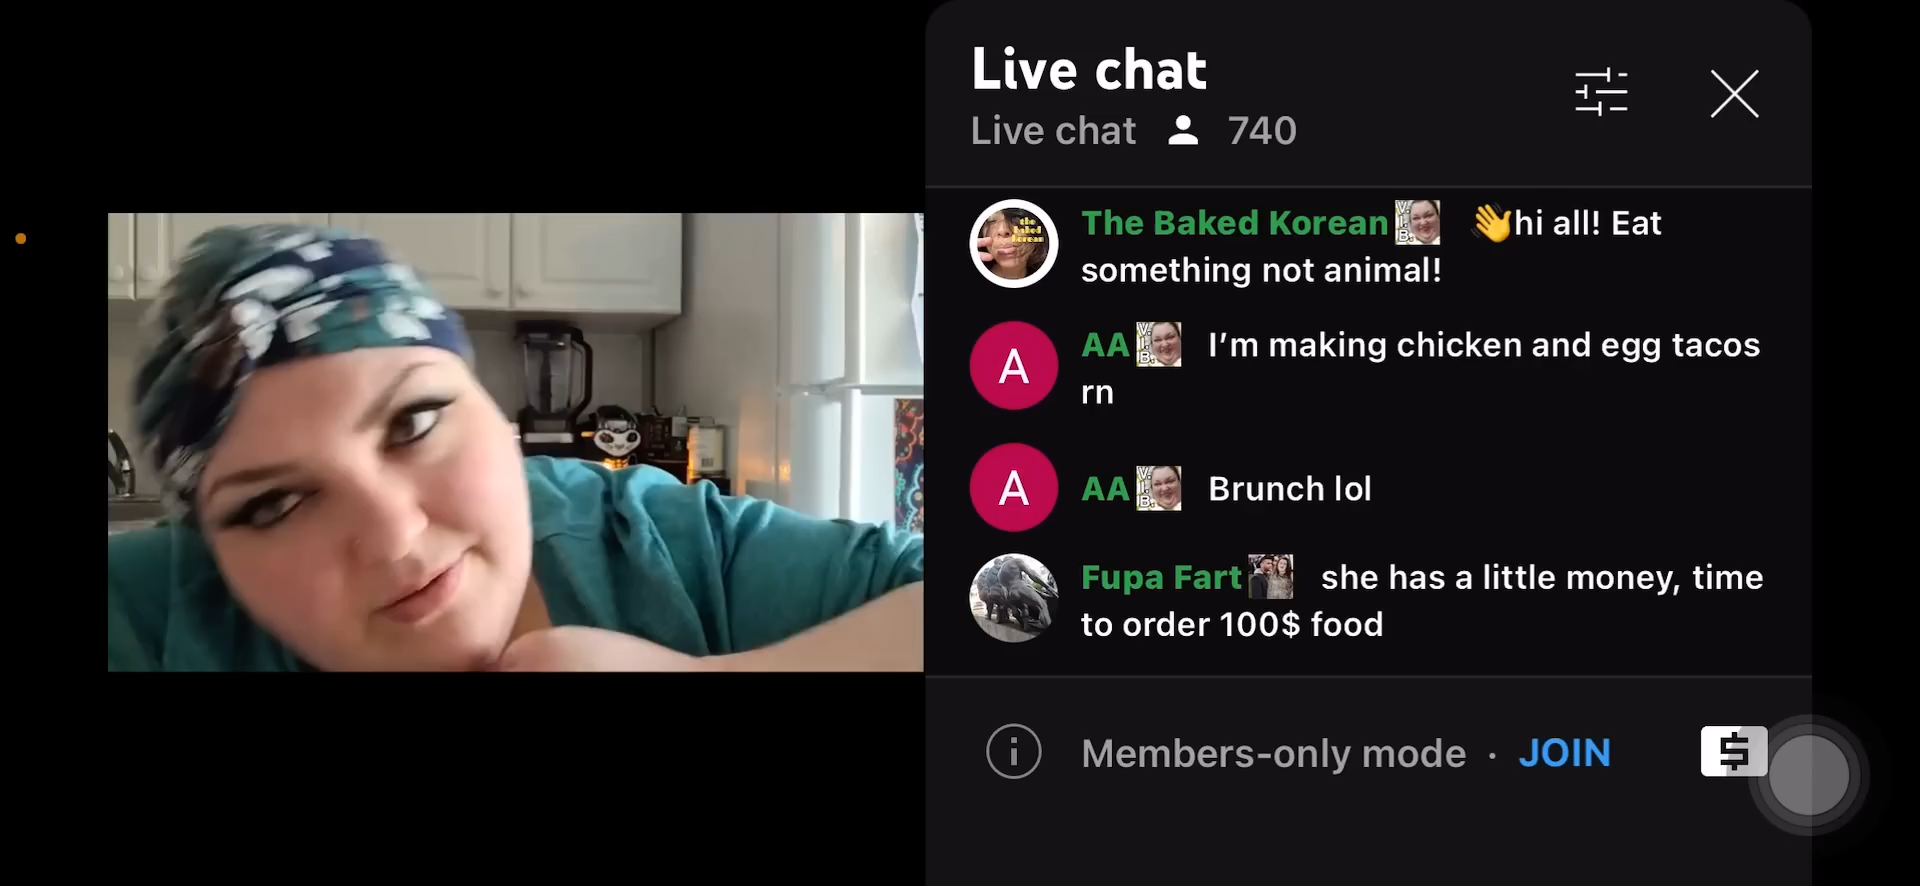 Live chat
Live chat 740
The Baked Korean 👋hi all! Eat
something not animal!
A
AA I’m making chicken and egg tacos
rn
A
AA Brunch lol
Fupa Fart she has a little money, time
to order 100$ food
Members-only mode · JOIN